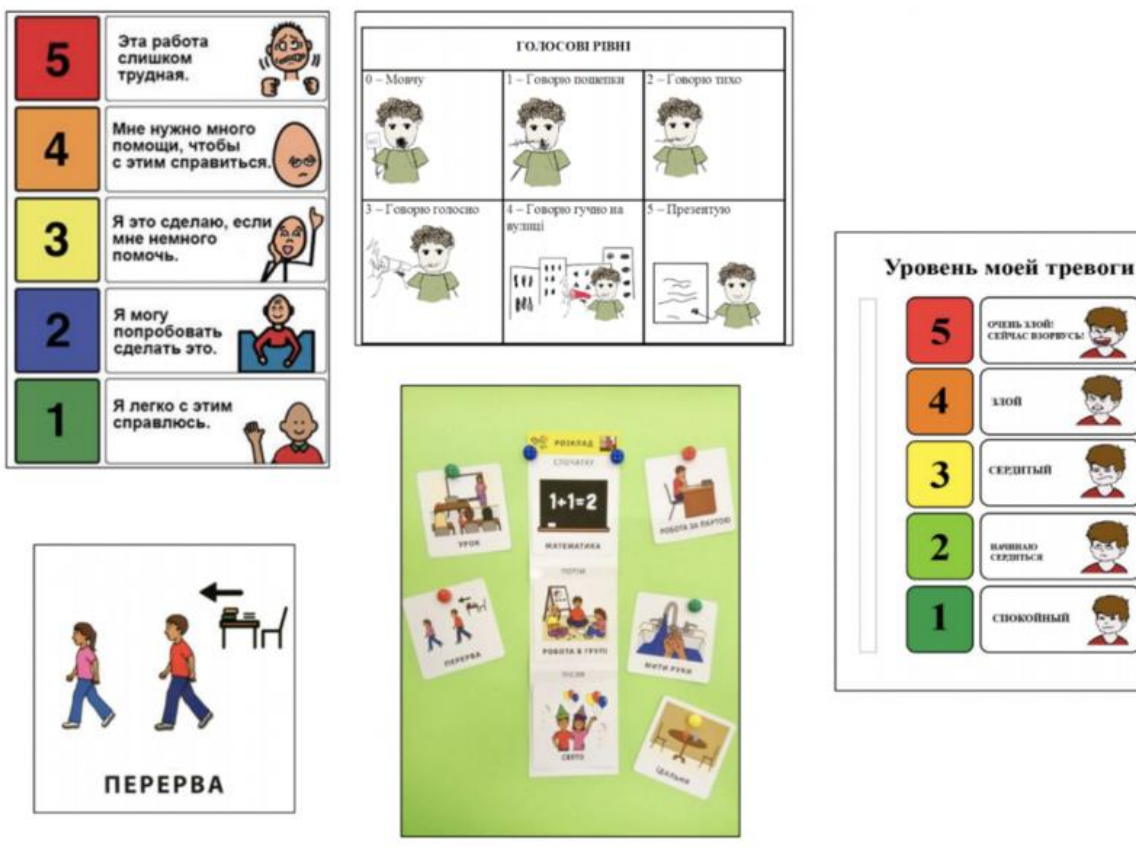 5
Эта работа
слишком
трудная.
4
Мне нужно много
помощи, чтобы
с этим справиться.
3
Я это сделаю, если
мне немного
помочь.
2
Я могу
попробовать
сделать это.
1
Я легко с этим
справлюсь.
ГОЛОСОВІ РІВНІ
0 – Мовчу
1 – Говорю пошепки
2 – Говорю тихо
3 – Говорю голосно
4 – Говорю гучно на
вулиці
5 – Презентую
Уровень моей тревоги
5
ОЧЕНЬ ЗЛОЙ!
СЕЙЧАС ВЗОРВУСЬ!
4
ЗЛОЙ
3
СЕРДИТЫЙ
2
НАЧИНАЮ
СЕРДИТЬСЯ
1
СПОКОЙНЫЙ
ПЕРЕРВА
РОЗКЛАД
СПОЧАТКУ
1+1=2
МАТЕМАТИКА
ПОТІМ
РОБОТА В ГРУПІ
ПІСЛЯ
СВЯТО
УРОК
ПЕРЕРВА
РОБОТА ЗА ПАРТОЮ
МИТИ РУКИ
ЇДАЛЬНЯ